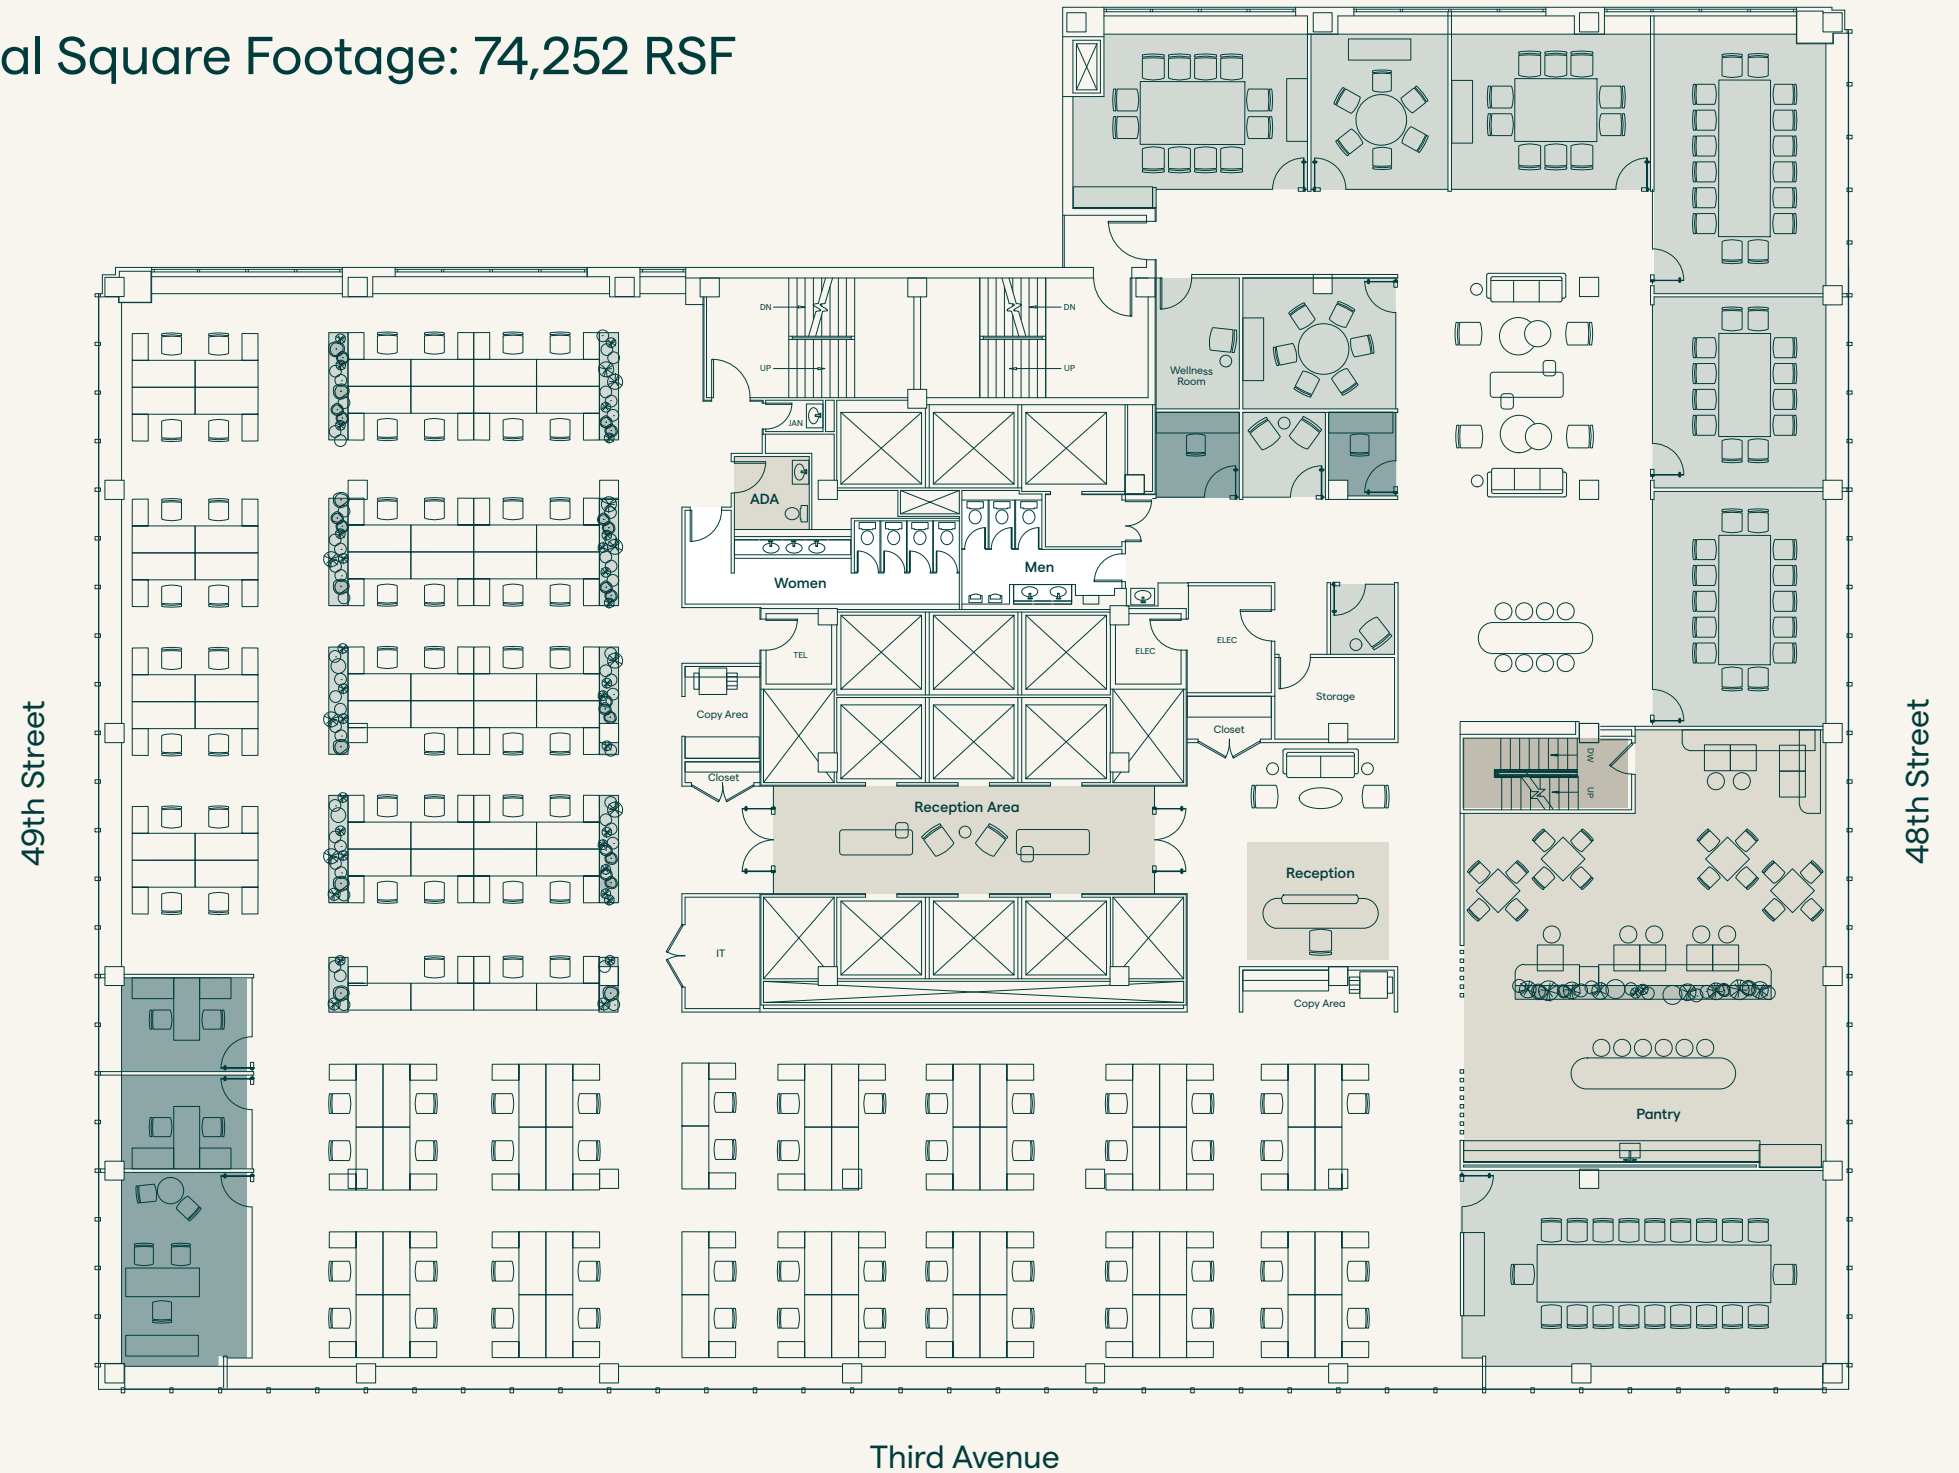 al Square Footage: 74,252 RSF
DN
DN
UP
UP
Wellness
Room
JAN
ADA
Women
Men
TEL
ELEC
ELEC
Storage
Copy Area
Closet
Closet
DW
UP
Reception Area
Reception
IT
Copy Area
Pantry
49th Street
48th Street
Third Avenue